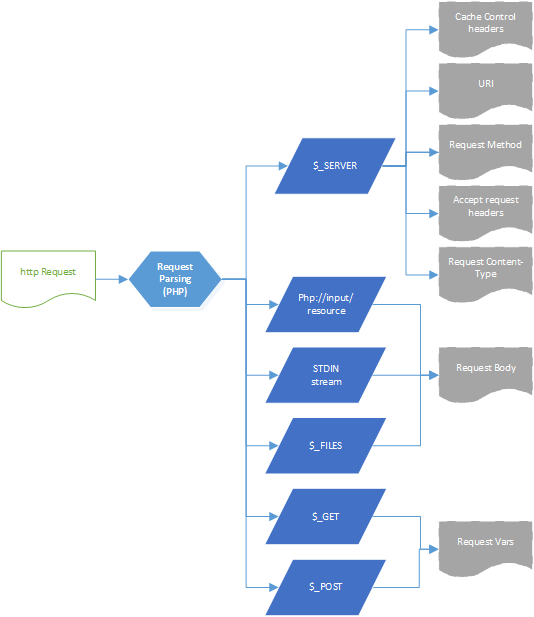 Cache Control
headers
URI
$_SERVER
Request Method
Accept request
headers
http Request
Request
Parsing
(PHP)
Request Content-
Type
Php://input/
resource
STDIN
stream
Request Body
$_FILES
$_GET
Request Vars
$_POST